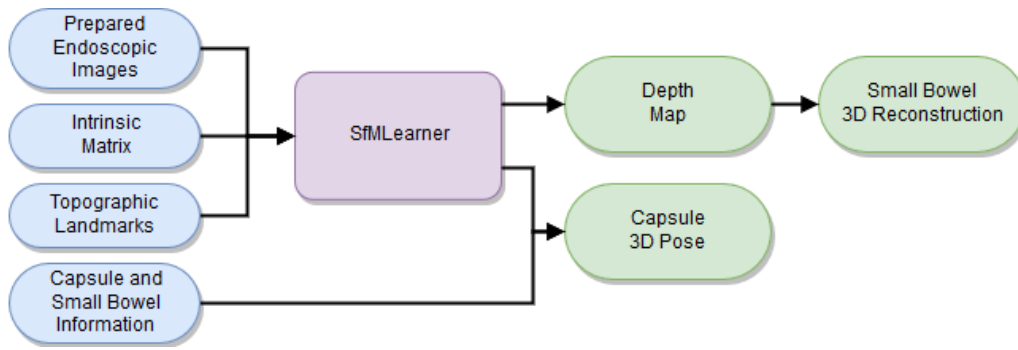 Prepared
Endoscopic
Images
Intrinsic
Matrix
Topographic
Landmarks
Capsule and
Small Bowel
Information
SfMLearner
Depth
Map
Capsule
3D Pose
Small Bowel
3D Reconstruction